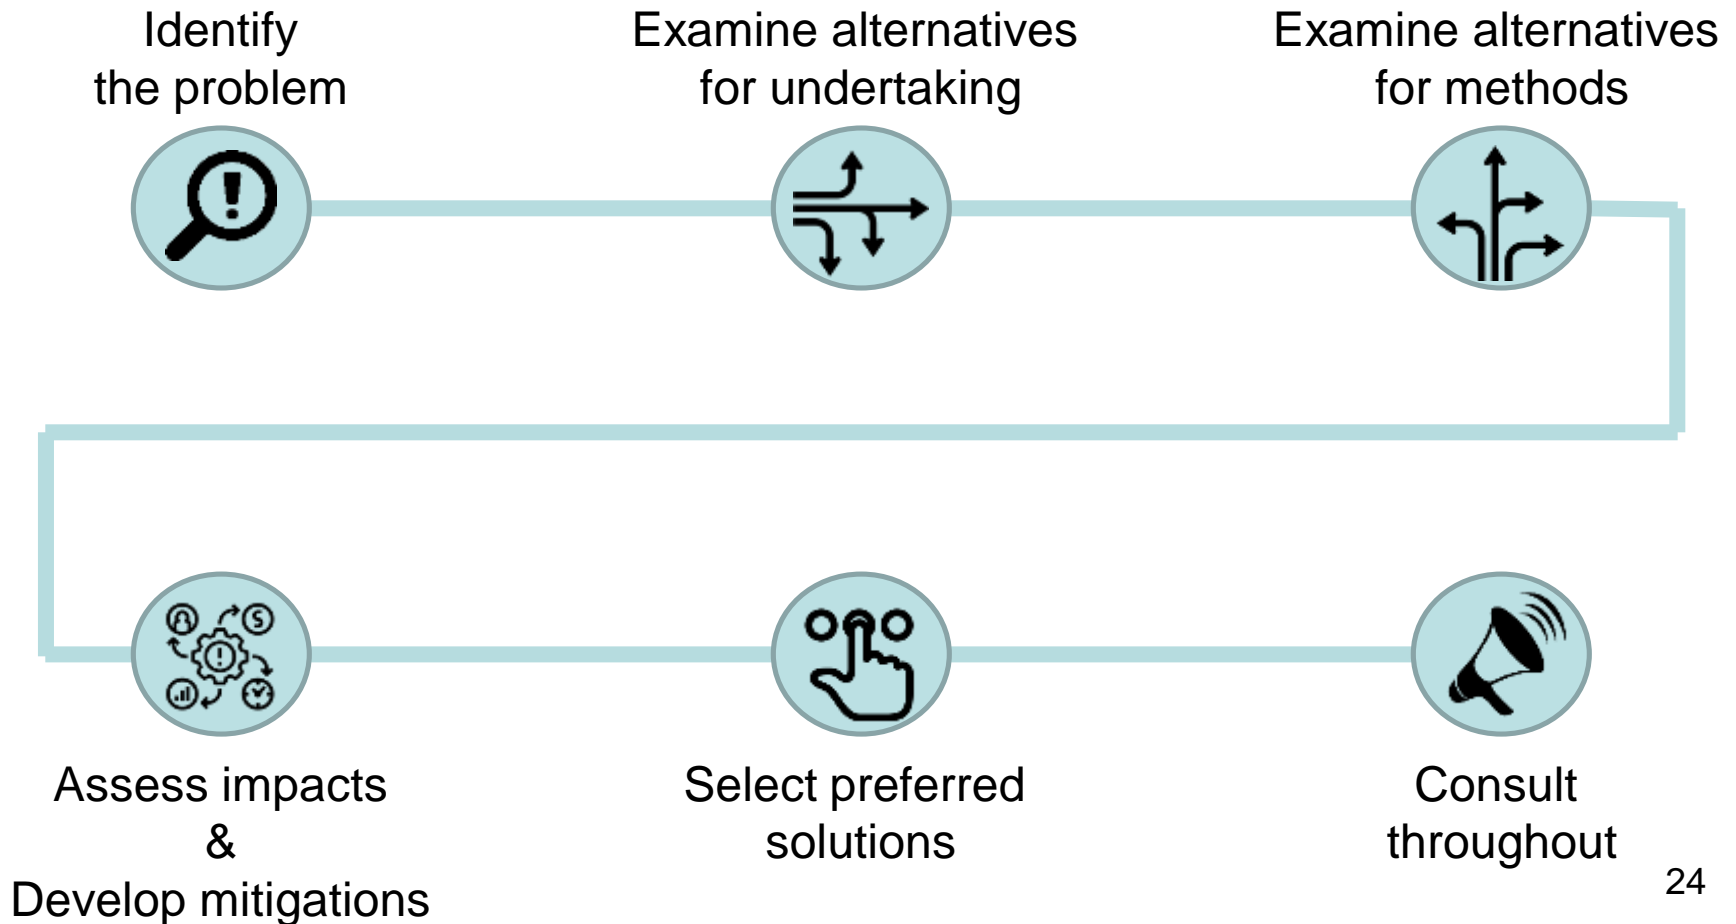 Identify
the problem
Examine alternatives
for undertaking
Examine alternatives
for methods
Assess impacts
&
Develop mitigations
Select preferred
solutions
Consult
throughout
24